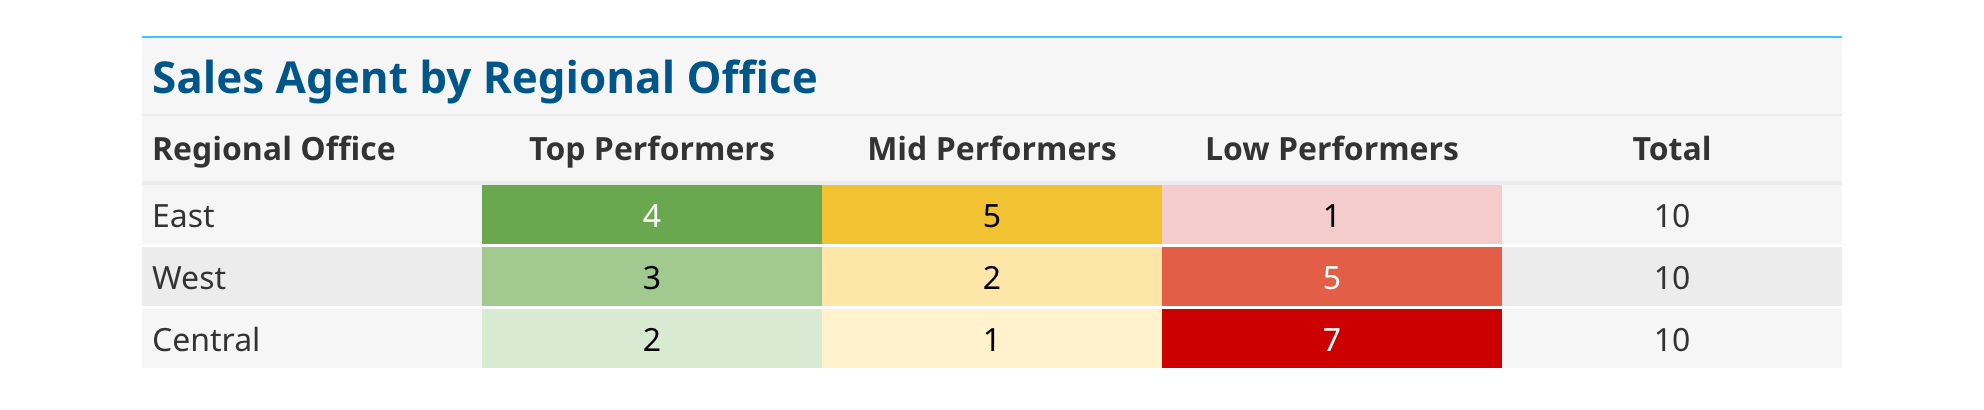 Sales Agent by Regional Office
Regional Office Top Performers Mid Performers Low Performers Total
East 4 5 1 10
West 3 2 5 10
Central 2 1 7 10